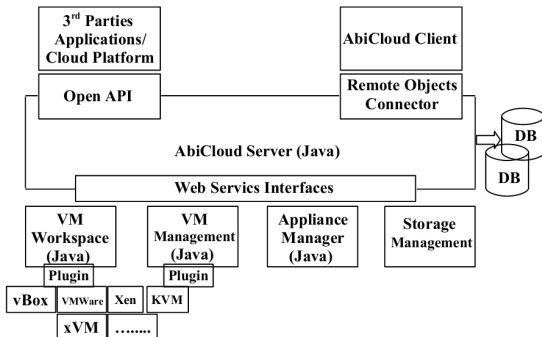 3rd Parties
Applications/
Cloud Platform
AbiCloud Client
Open API
Remote Objects
Connector
AbiCloud Server (Java)
DB
DB
Web Servics Interfaces
VM
Workspace
(Java)
VM
Management
(Java)
Appliance
Manager
(Java)
Storage
Management
Plugin
Plugin
vBox
VMWare
Xen
KVM
xVM
........